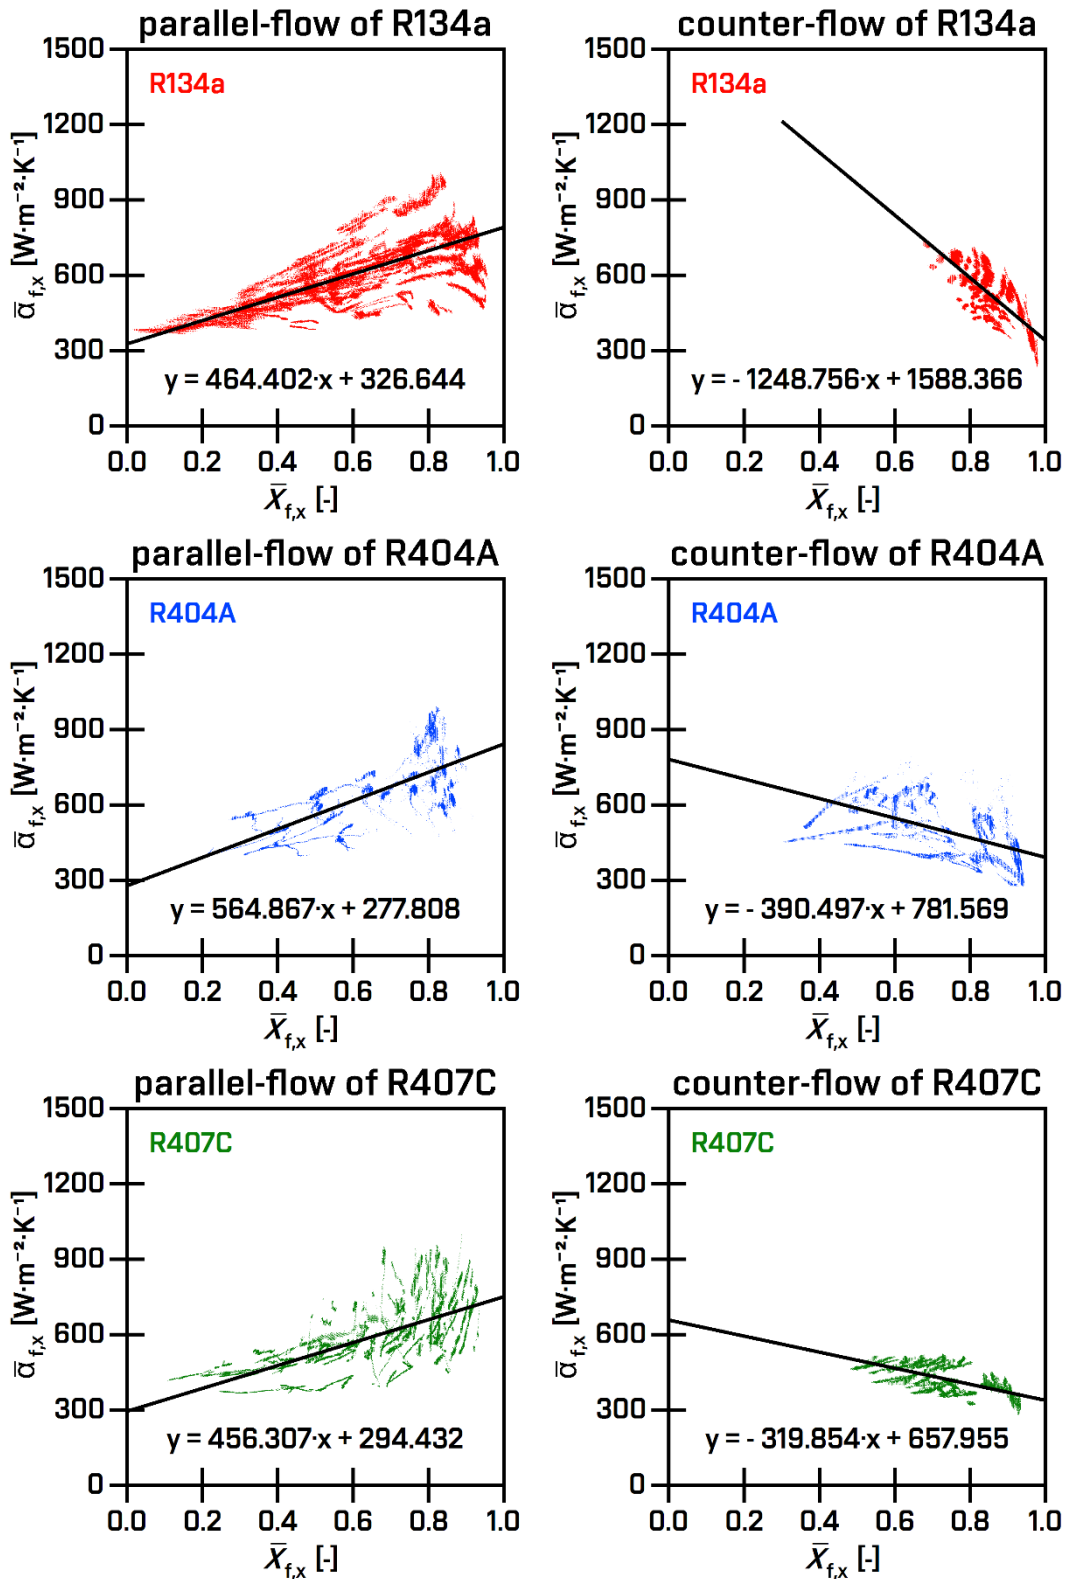 parallel-flow of R134a
1500
R134a
1200
900
600
300
0
ᾱf,x [W·m⁻²·K⁻¹]
y = 464.402·x + 326.644
0.0 0.2 0.4 0.6 0.8 1.0
X̄f,x [-]
counter-flow of R134a
1500
R134a
1200
900
600
300
0
ᾱf,x [W·m⁻²·K⁻¹]
y = - 1248.756·x + 1588.366
0.0 0.2 0.4 0.6 0.8 1.0
X̄f,x [-]
parallel-flow of R404A
1500
R404A
1200
900
600
300
0
ᾱf,x [W·m⁻²·K⁻¹]
y = 564.867·x + 277.808
0.0 0.2 0.4 0.6 0.8 1.0
X̄f,x [-]
counter-flow of R404A
1500
R404A
1200
900
600
300
0
ᾱf,x [W·m⁻²·K⁻¹]
y = - 390.497·x + 781.569
0.0 0.2 0.4 0.6 0.8 1.0
X̄f,x [-]
parallel-flow of R407C
1500
R407C
1200
900
600
300
0
ᾱf,x [W·m⁻²·K⁻¹]
y = 456.307·x + 294.432
0.0 0.2 0.4 0.6 0.8 1.0
X̄f,x [-]
counter-flow of R407C
1500
R407C
1200
900
600
300
0
ᾱf,x [W·m⁻²·K⁻¹]
y = - 319.854·x + 657.955
0.0 0.2 0.4 0.6 0.8 1.0
X̄f,x [-]